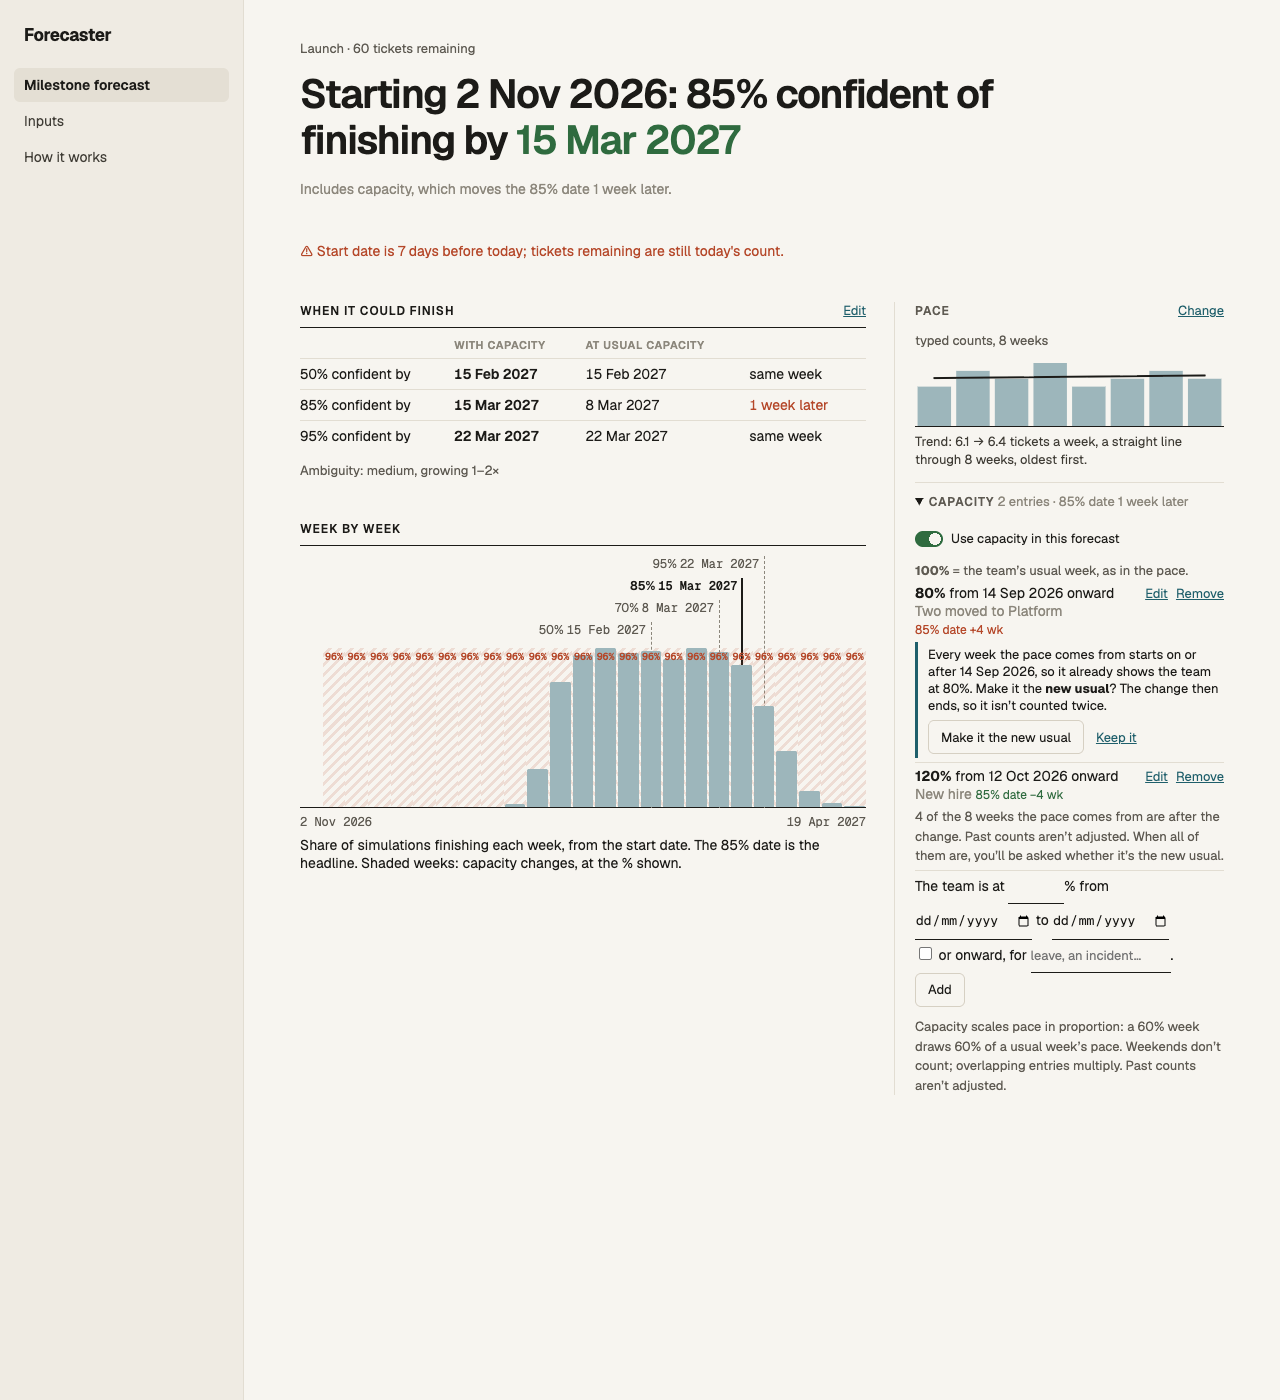 Forecaster
Milestone forecast
Inputs
How it works
Launch · 60 tickets remaining
Starting 2 Nov 2026: 85% confident of
finishing by 15 Mar 2027
Includes capacity, which moves the 85% date 1 week later.
⚠ Start date is 7 days before today; tickets remaining are still today's count.
WHEN IT COULD FINISH Edit
WITH CAPACITY AT USUAL CAPACITY
50% confident by 15 Feb 2027 15 Feb 2027 same week
85% confident by 15 Mar 2027 8 Mar 2027 1 week later
95% confident by 22 Mar 2027 22 Mar 2027 same week
Ambiguity: medium, growing 1–2×
WEEK BY WEEK
95% 22 Mar 2027
85% 15 Mar 2027
70% 8 Mar 2027
50% 15 Feb 2027
96% 96% 96% 96% 96% 96% 96% 96% 96% 96% 96% 96% 96% 96% 96% 96% 96% 96% 96% 96% 96% 96% 96% 96%
2 Nov 2026 19 Apr 2027
Share of simulations finishing each week, from the start date. The 85% date is the
headline. Shaded weeks: capacity changes, at the % shown.
PACE Change
typed counts, 8 weeks
Trend: 6.1 → 6.4 tickets a week, a straight line
through 8 weeks, oldest first.
▼ CAPACITY 2 entries · 85% date 1 week later
Use capacity in this forecast
100% = the team's usual week, as in the pace.
80% from 14 Sep 2026 onward Edit Remove
Two moved to Platform
85% date +4 wk
Every week the pace comes from starts on or
after 14 Sep 2026, so it already shows the team
at 80%. Make it the new usual? The change then
ends, so it isn't counted twice.
Make it the new usual Keep it
120% from 12 Oct 2026 onward Edit Remove
New hire 85% date −4 wk
4 of the 8 weeks the pace comes from are after the
change. Past counts aren't adjusted. When all of
them are, you'll be asked whether it's the new usual.
The team is at % from
dd/mm/yyyy to dd/mm/yyyy
or onward, for leave, an incident… .
Add
Capacity scales pace in proportion: a 60% week
draws 60% of a usual week's pace. Weekends don't
count; overlapping entries multiply. Past counts
aren't adjusted.